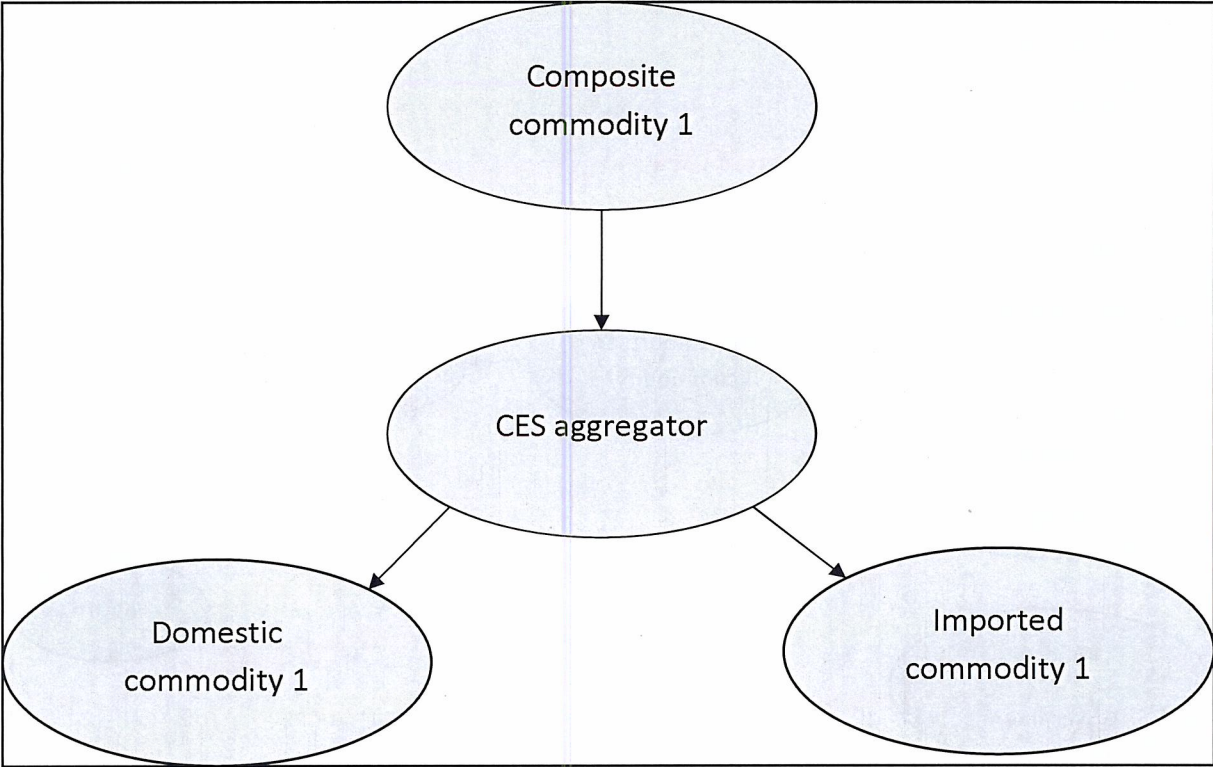 Composite
commodity 1
CES aggregator
Domestic
commodity 1
Imported
commodity 1